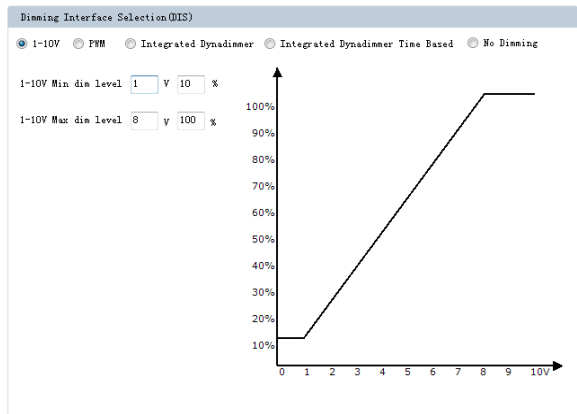 Dimming Interface Selection(DIS)
1-10V PWM Integrated Dynadimmer Integrated Dynadimmer Time Based No Dimming
1-10V Min dim level 1 V 10 %
1-10V Max dim level 8 V 100 %
100%
90%
80%
70%
60%
50%
40%
30%
20%
10%
0 1 2 3 4 5 6 7 8 9 10V